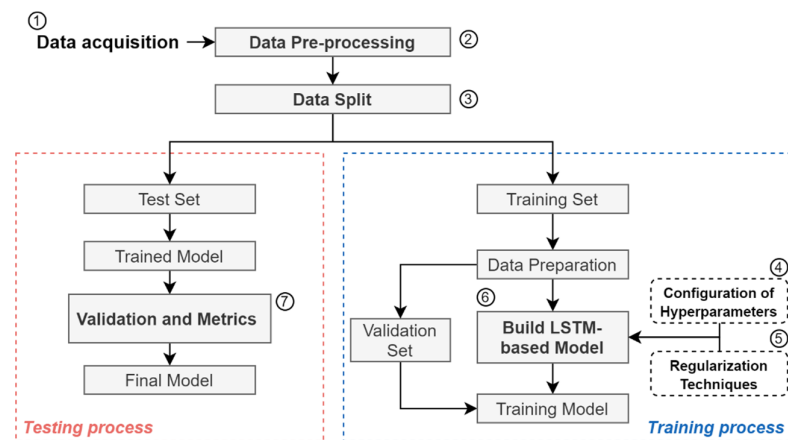 ①
Data acquisition
Data Pre-processing
②
Data Split
③
Test Set
Trained Model
Validation and Metrics
⑦
Final Model
Testing process
Training Set
Data Preparation
⑥
Validation
Set
Build LSTM-
based Model
Training Model
④
Configuration of
Hyperparameters
⑤
Regularization
Techniques
Training process